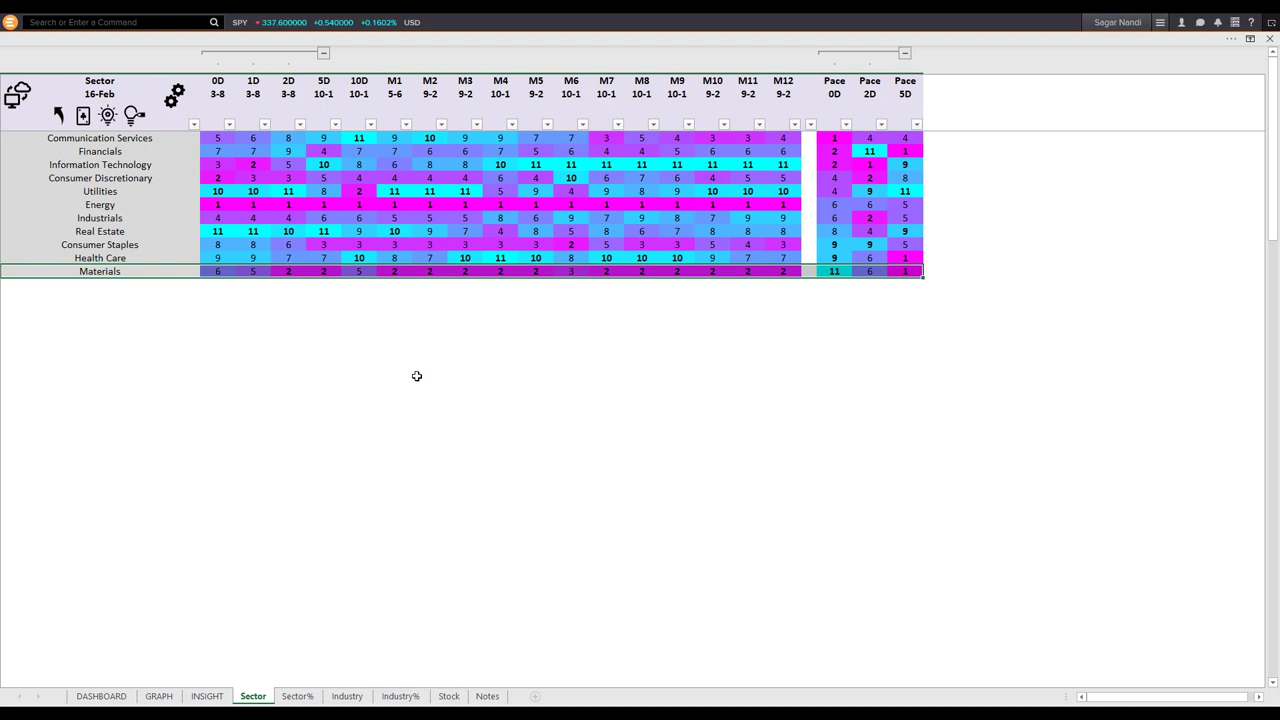 Search or Enter a Command SPY 337.600000 +0.540000 +0.1602% USD Sagar Nandi
Sector 0D 1D 2D 5D 10D M1 M2 M3 M4 M5 M6 M7 M8 M9 M10 M11 M12 Pace Pace Pace
16-Feb 3-8 3-8 3-8 10-1 10-1 5-6 9-2 9-2 10-1 9-2 10-1 10-1 10-1 10-1 9-2 9-2 9-2 0D 2D 5D
Communication Services 5 6 8 9 11 9 10 9 9 7 7 3 5 4 3 3 4 1 4 4
Financials 7 7 9 4 7 7 6 6 7 5 6 4 4 5 6 6 6 2 11 1
Information Technology 3 2 5 10 8 6 8 8 10 11 11 11 11 11 11 11 11 2 1 9
Consumer Discretionary 2 3 3 5 4 4 4 4 6 4 10 6 7 6 4 5 5 4 2 8
Utilities 10 10 11 8 2 11 11 11 5 9 4 9 8 9 10 10 10 4 9 11
Energy 1 1 1 1 1 1 1 1 1 1 1 1 1 1 1 1 1 6 6 5
Industrials 4 4 4 6 6 5 5 5 8 6 9 7 9 8 7 9 9 6 2 5
Real Estate 11 11 10 11 9 10 9 7 4 8 5 8 6 7 8 8 8 8 4 9
Consumer Staples 8 8 6 3 3 3 3 3 3 3 2 5 3 3 5 4 3 9 9 5
Health Care 9 9 7 7 10 8 7 10 11 10 8 10 10 10 9 7 7 9 6 1
Materials 6 5 2 2 5 2 2 2 2 2 3 2 2 2 2 2 2 11 6 1
DASHBOARD GRAPH INSIGHT Sector Sector% Industry Industry% Stock Notes